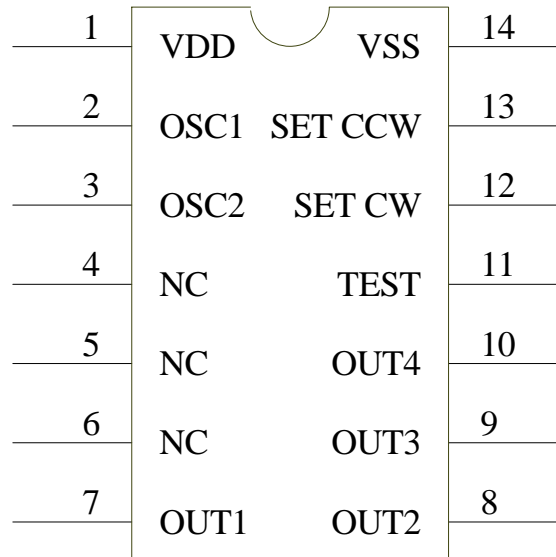 1 VDD VSS 14
2 OSC1 SET CCW 13
3 OSC2 SET CW 12
4 NC TEST 11
5 NC OUT4 10
6 NC OUT3 9
7 OUT1 OUT2 8